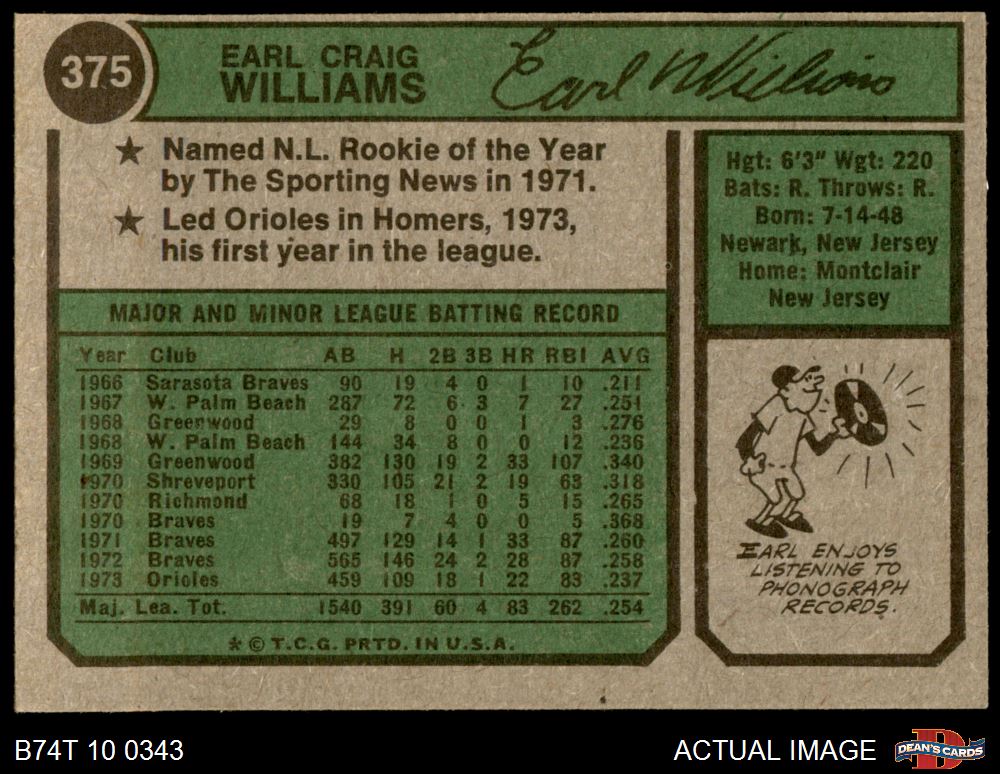 375
EARL CRAIG
WILLIAMS
Earl Williams
★ Named N.L. Rookie of the Year
by The Sporting News in 1971.
★ Led Orioles in Homers, 1973,
his first year in the league.
Hgt: 6'3" Wgt: 220
Bats: R. Throws: R.
Born: 7-14-48
Newark, New Jersey
Home: Montclair
New Jersey
MAJOR AND MINOR LEAGUE BATTING RECORD
Year Club AB H 2B 3B HR RBI AVG
1966 Sarasota Braves 90 19 4 0 1 10 .211
1967 W. Palm Beach 287 72 6 3 7 27 .251
1968 Greenwood 29 8 0 0 1 3 .276
1968 W. Palm Beach 144 34 8 0 0 12 .236
1969 Greenwood 382 130 19 2 33 107 .340
1970 Shreveport 330 105 21 2 19 63 .318
1970 Richmond 68 18 1 0 5 15 .265
1970 Braves 19 7 4 0 0 5 .368
1971 Braves 497 129 14 1 33 87 .260
1972 Braves 565 146 24 2 28 87 .258
1973 Orioles 459 109 18 1 22 83 .237
Maj. Lea. Tot. 1540 391 60 4 83 262 .254
* © T.C.G. PRTD. IN U.S.A.
EARL ENJOYS
LISTENING TO
PHONOGRAPH
RECORDS.
B74T 10 0343
ACTUAL IMAGE
DEAN'S CARDS